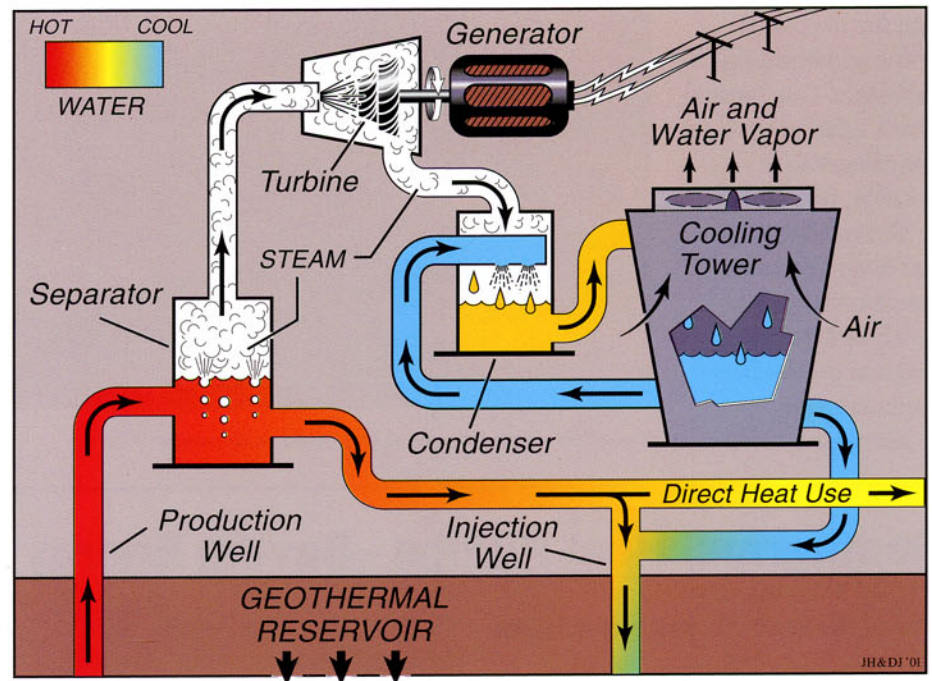 HOT COOL
WATER
Generator
Turbine
Air and
Water Vapor
STEAM
Cooling
Tower
Separator
Air
Condenser
Direct Heat Use
Production
Well
Injection
Well
GEOTHERMAL
RESERVOIR
JH&DJ '01